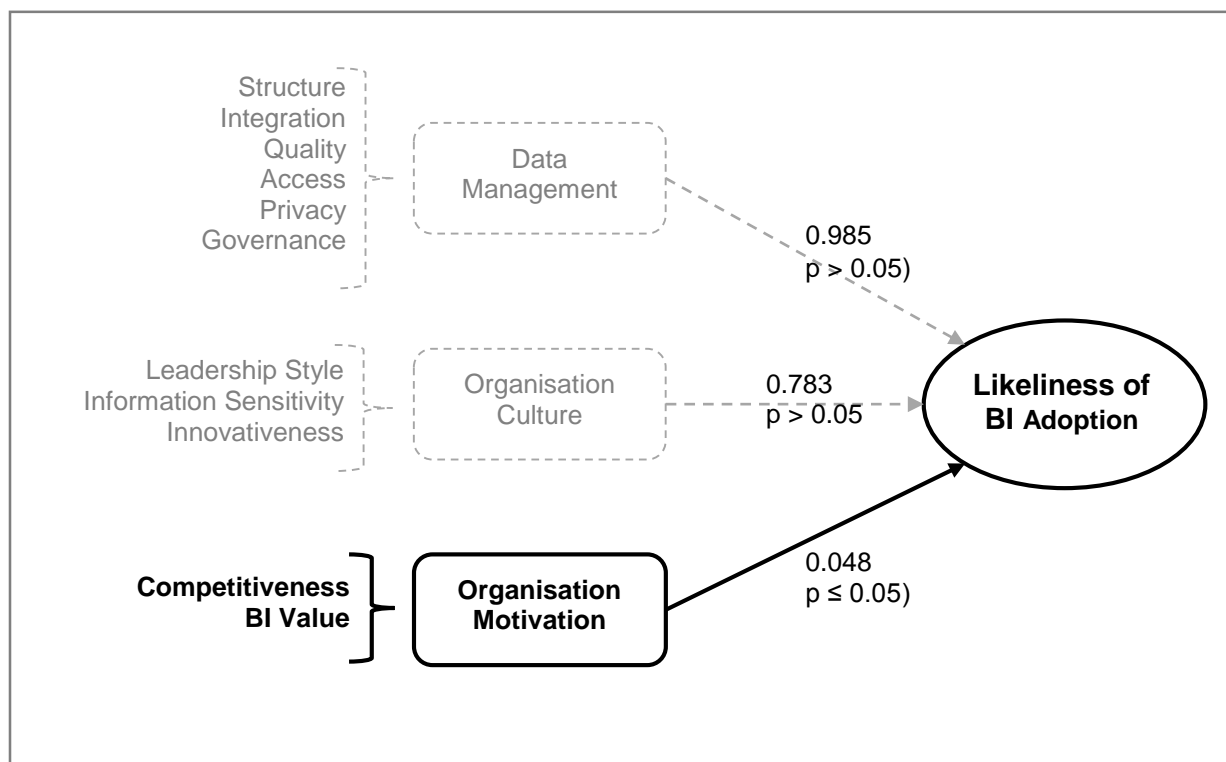 Structure
Integration
Quality
Access
Privacy
Governance
Data
Management
0.985
p > 0.05)
Leadership Style
Information Sensitivity
Innovativeness
Organisation
Culture
0.783
p > 0.05
Likeliness of
BI Adoption
Competitiveness
BI Value
Organisation
Motivation
0.048
p ≤ 0.05)